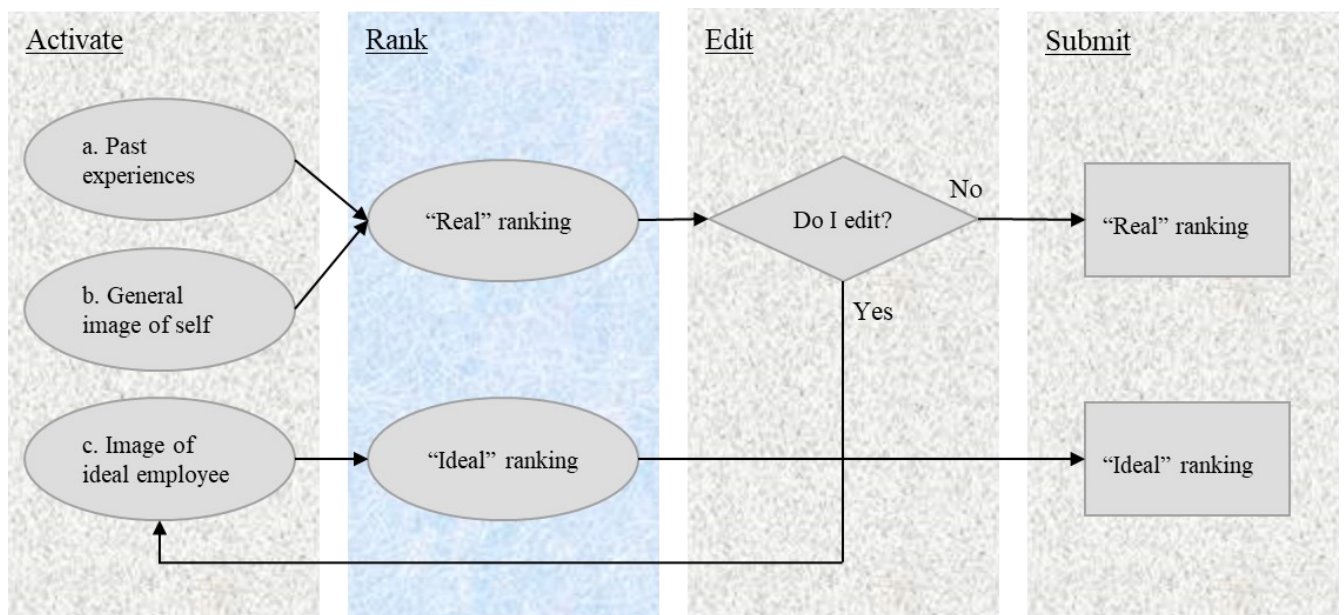 Activate
Rank
Edit
Submit
a. Past
experiences
b. General
image of self
c. Image of
ideal employee
“Real” ranking
“Ideal” ranking
Do I edit?
No
Yes
“Real” ranking
“Ideal” ranking